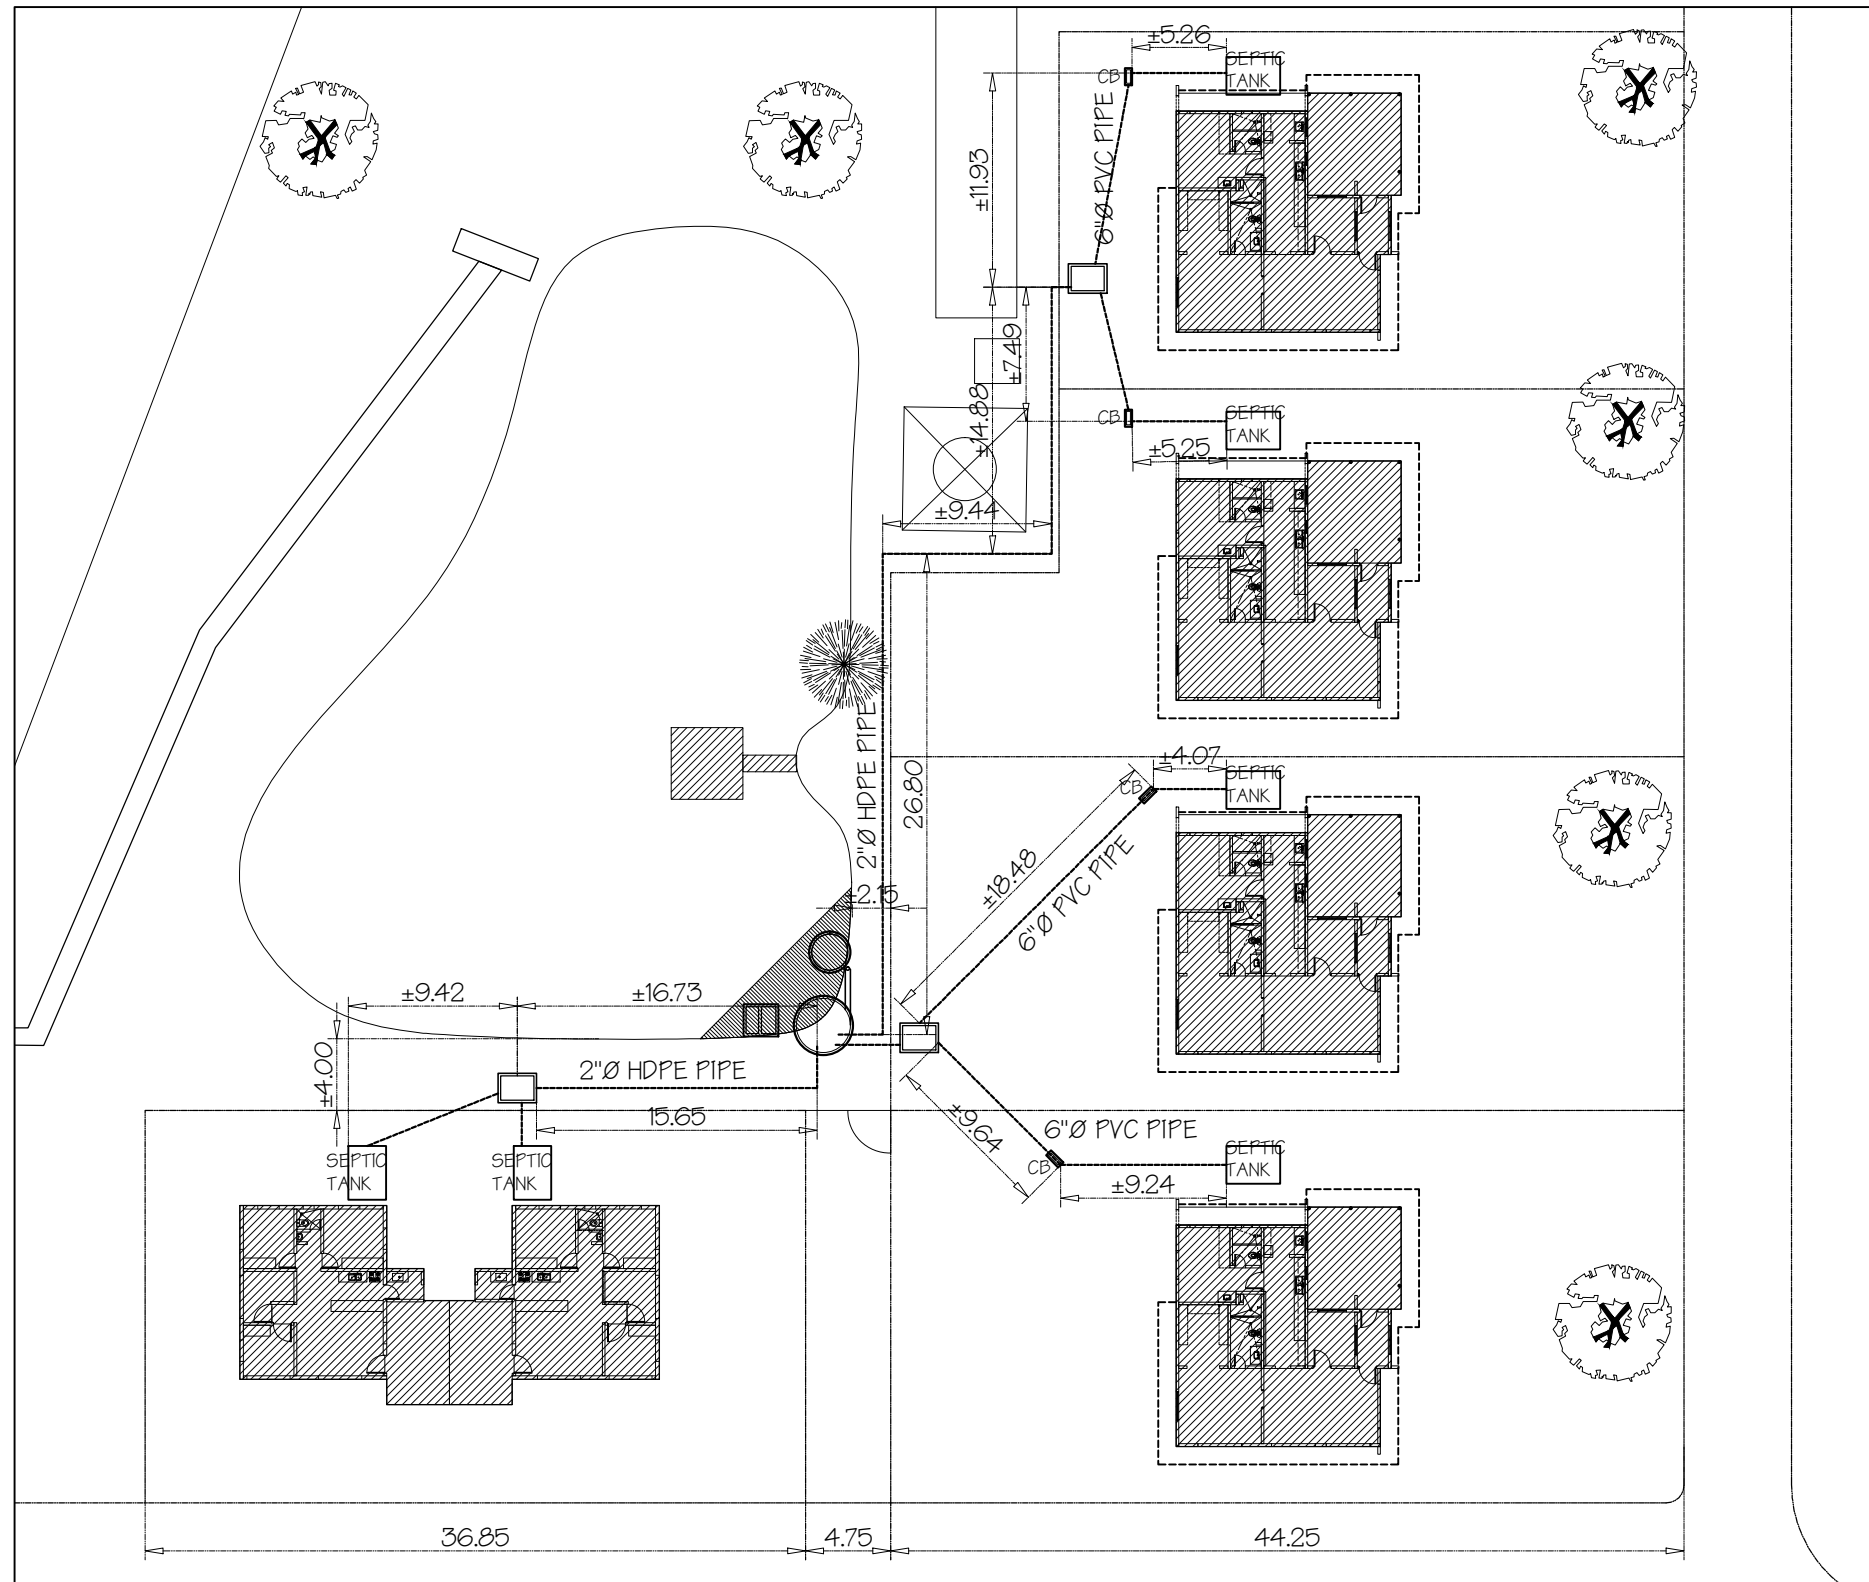 ±5.26
SEPTIC
TANK
CB
6"Ø PVC PIPE
±11.93
±7.49
±14.88
CB
SEPTIC
TANK
±5.25
±9.44
2"Ø HDPE PIPE
26.80
±4.07
SEPTIC
TANK
CB
±18.48
6"Ø PVC PIPE
±2.15
±9.42
±16.73
±4.00
2"Ø HDPE PIPE
15.65
±9.64
6"Ø PVC PIPE
CB
SEPTIC
TANK
±9.24
SEPTIC
TANK
SEPTIC
TANK
36.85
4.75
44.25